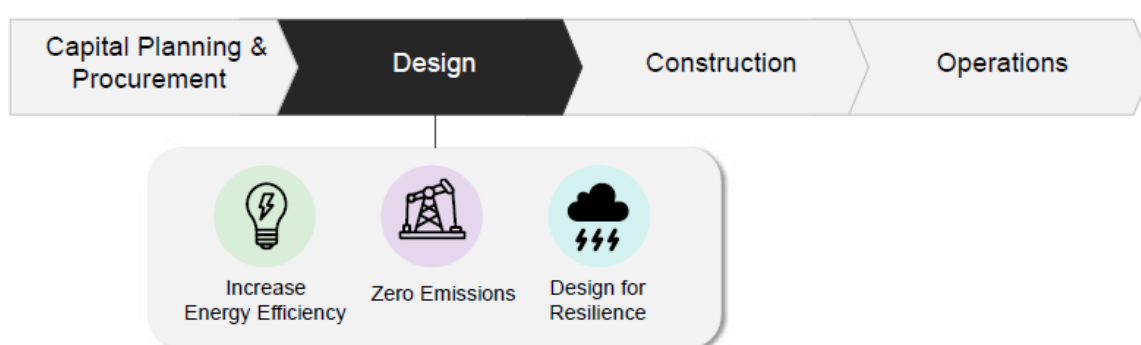 Capital Planning &
Procurement
Design
Construction
Operations
Increase
Energy Efficiency
Zero Emissions
Design for
Resilience